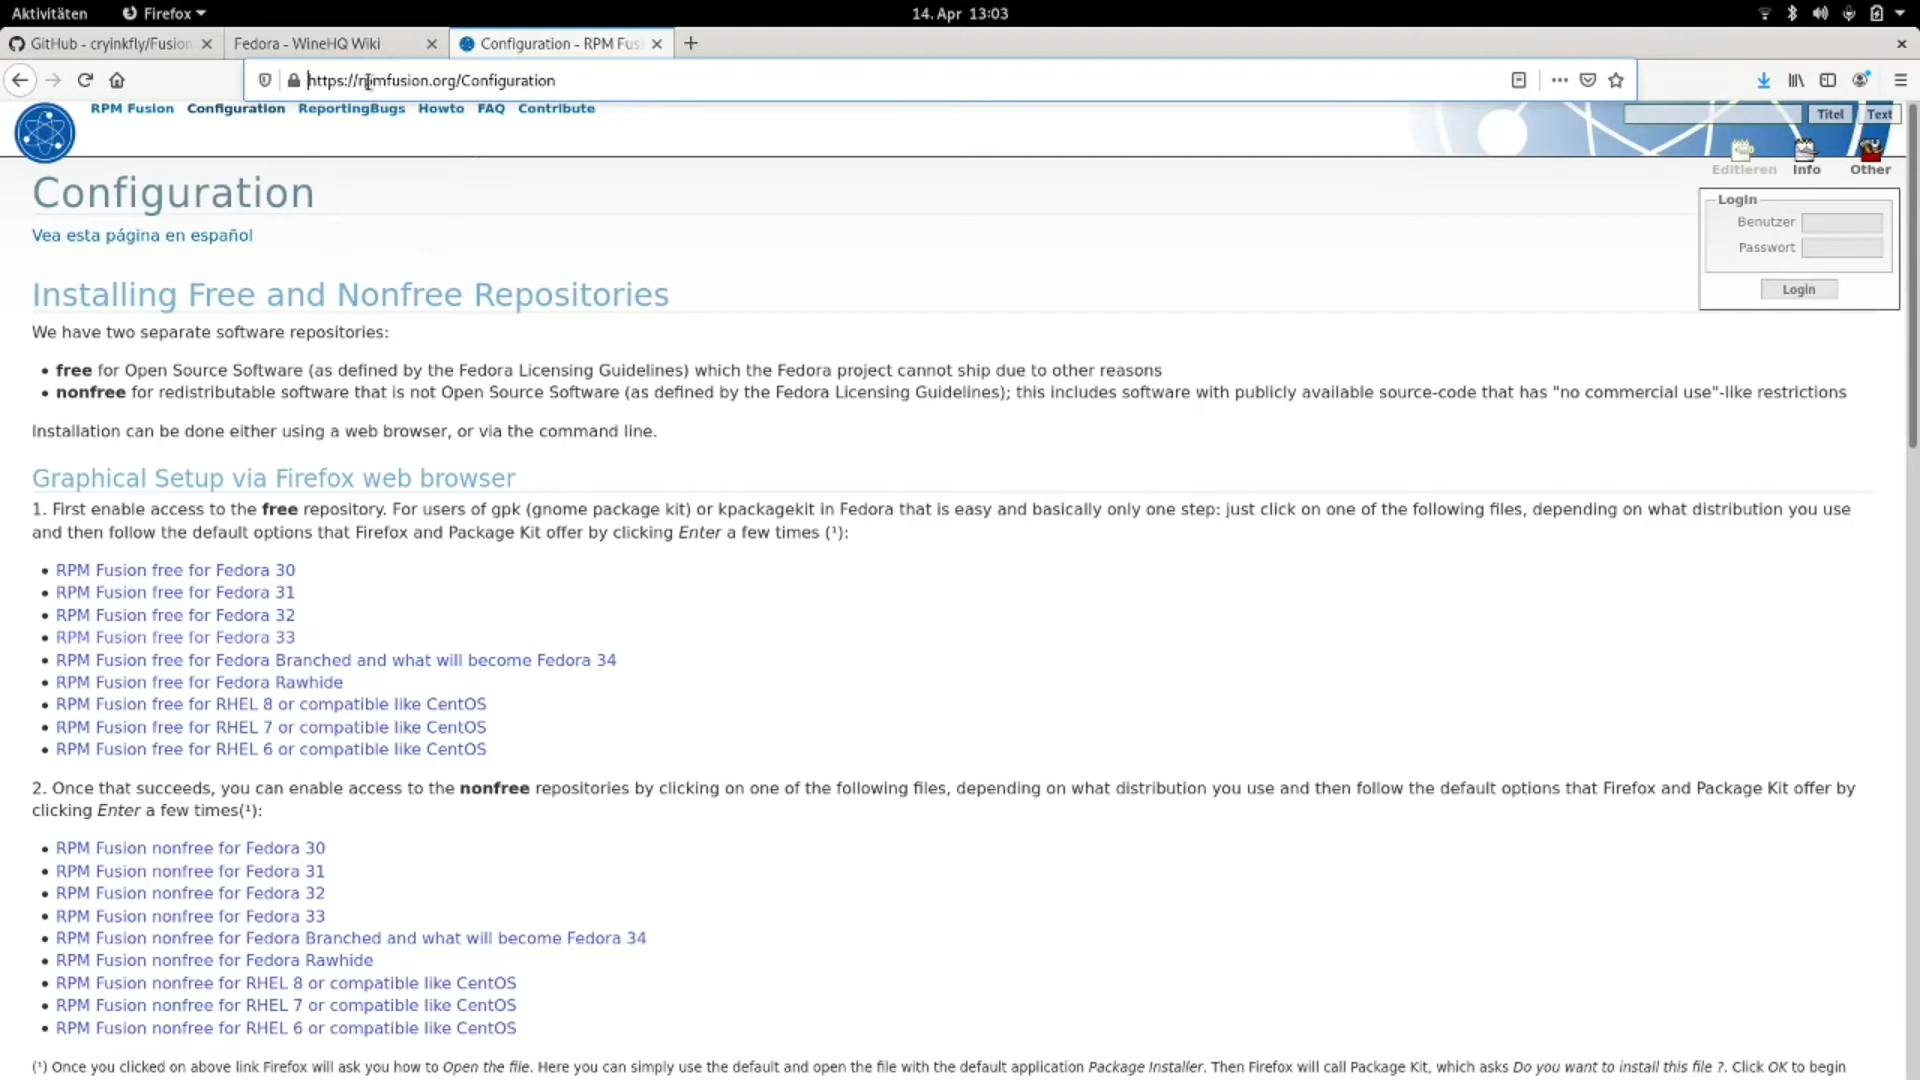 Aktivitäten Firefox 14. Apr 13:03
GitHub - cryinkfly/Fusion Fedora - WineHQ Wiki Configuration - RPM Fus
https://rpmfusion.org/Configuration
RPM Fusion Configuration ReportingBugs Howto FAQ Contribute
Titel Text
Editieren Info Other
Configuration
Login
Benutzer
Vea esta página en español
Passwort
Login
Installing Free and Nonfree Repositories
We have two separate software repositories:
• free for Open Source Software (as defined by the Fedora Licensing Guidelines) which the Fedora project cannot ship due to other reasons
• nonfree for redistributable software that is not Open Source Software (as defined by the Fedora Licensing Guidelines); this includes software with publicly available source-code that has "no commercial use"-like restrictions
Installation can be done either using a web browser, or via the command line.
Graphical Setup via Firefox web browser
1. First enable access to the free repository. For users of gpk (gnome package kit) or kpackagekit in Fedora that is easy and basically only one step: just click on one of the following files, depending on what distribution you use
and then follow the default options that Firefox and Package Kit offer by clicking Enter a few times (¹):
• RPM Fusion free for Fedora 30
• RPM Fusion free for Fedora 31
• RPM Fusion free for Fedora 32
• RPM Fusion free for Fedora 33
• RPM Fusion free for Fedora Branched and what will become Fedora 34
• RPM Fusion free for Fedora Rawhide
• RPM Fusion free for RHEL 8 or compatible like CentOS
• RPM Fusion free for RHEL 7 or compatible like CentOS
• RPM Fusion free for RHEL 6 or compatible like CentOS
2. Once that succeeds, you can enable access to the nonfree repositories by clicking on one of the following files, depending on what distribution you use and then follow the default options that Firefox and Package Kit offer by
clicking Enter a few times(¹):
• RPM Fusion nonfree for Fedora 30
• RPM Fusion nonfree for Fedora 31
• RPM Fusion nonfree for Fedora 32
• RPM Fusion nonfree for Fedora 33
• RPM Fusion nonfree for Fedora Branched and what will become Fedora 34
• RPM Fusion nonfree for Fedora Rawhide
• RPM Fusion nonfree for RHEL 8 or compatible like CentOS
• RPM Fusion nonfree for RHEL 7 or compatible like CentOS
• RPM Fusion nonfree for RHEL 6 or compatible like CentOS
(¹) Once you clicked on above link Firefox will ask you how to Open the file. Here you can simply use the default and open the file with the default application Package Installer. Then Firefox will call Package Kit, which asks Do you want to install this file ?. Click OK to begin